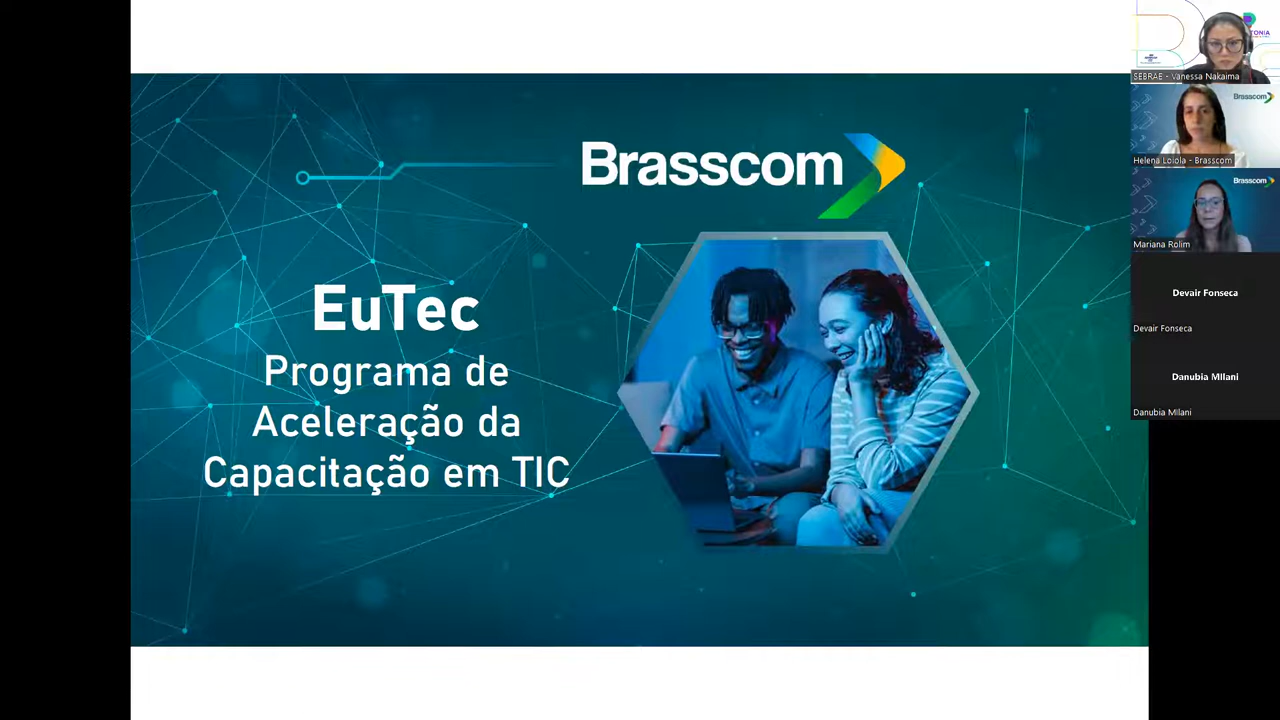 Brasscom
EuTec
Programa de
Aceleração da
Capacitação em TIC
SEBRAE - Vanessa Nakaima
Brasscom
Helena Loiola - Brasscom
Brasscom
Mariana Rolim
Devair Fonseca
Devair Fonseca
Danubia MIlani
Danubia MIlani